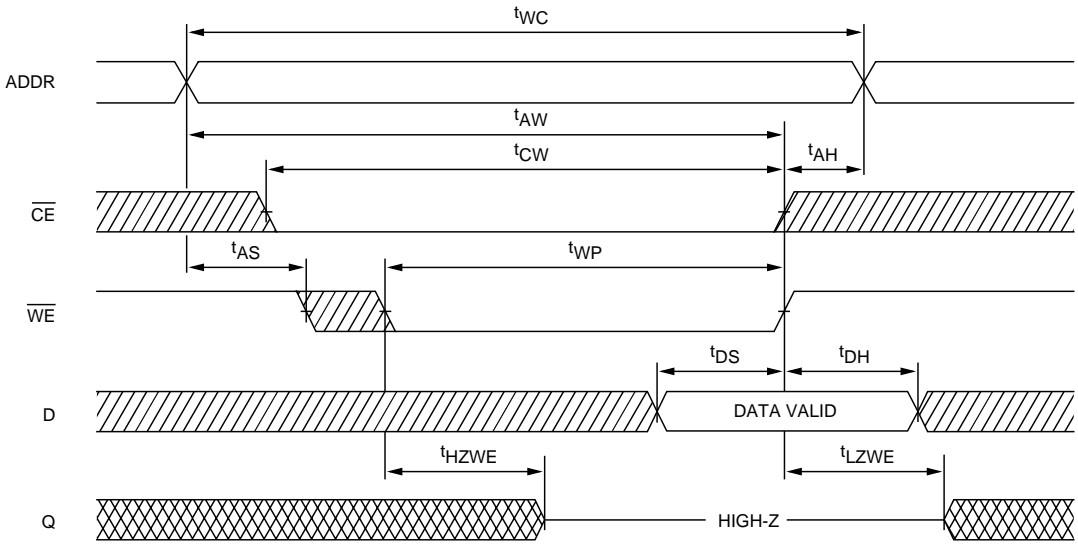 tWC
ADDR
tAW
tCW
tAH
CE
tAS
tWP
WE
tDS
tDH
D
DATA VALID
tHZWE
tLZWE
Q
HIGH-Z